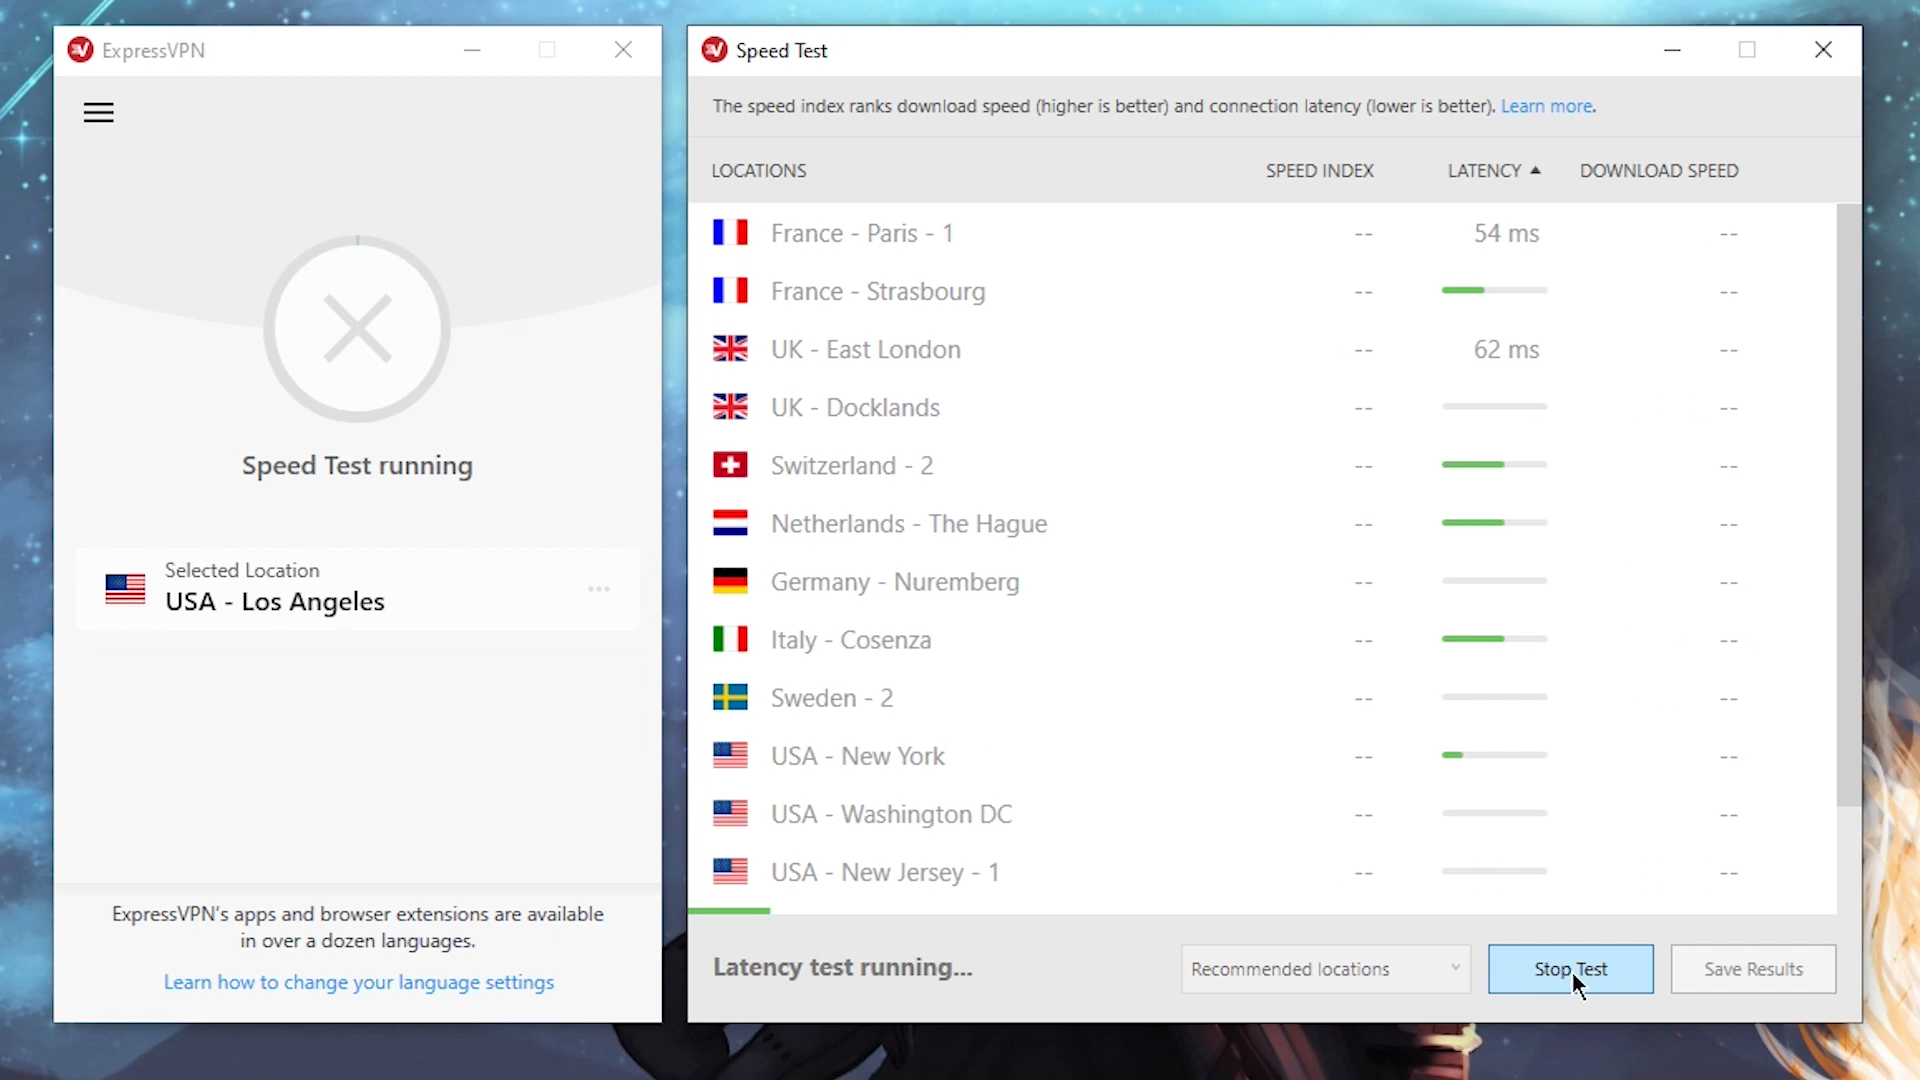 ExpressVPN
Speed Test running
Selected Location
USA - Los Angeles
ExpressVPN's apps and browser extensions are available
in over a dozen languages.
Learn how to change your language settings
Speed Test
The speed index ranks download speed (higher is better) and connection latency (lower is better). Learn more.
LOCATIONS SPEED INDEX LATENCY ▲ DOWNLOAD SPEED
France - Paris - 1 -- 54 ms --
France - Strasbourg -- --
UK - East London -- 62 ms --
UK - Docklands -- --
Switzerland - 2 -- --
Netherlands - The Hague -- --
Germany - Nuremberg -- --
Italy - Cosenza -- --
Sweden - 2 -- --
USA - New York -- --
USA - Washington DC -- --
USA - New Jersey - 1 -- --
Latency test running... Recommended locations Stop Test Save Results